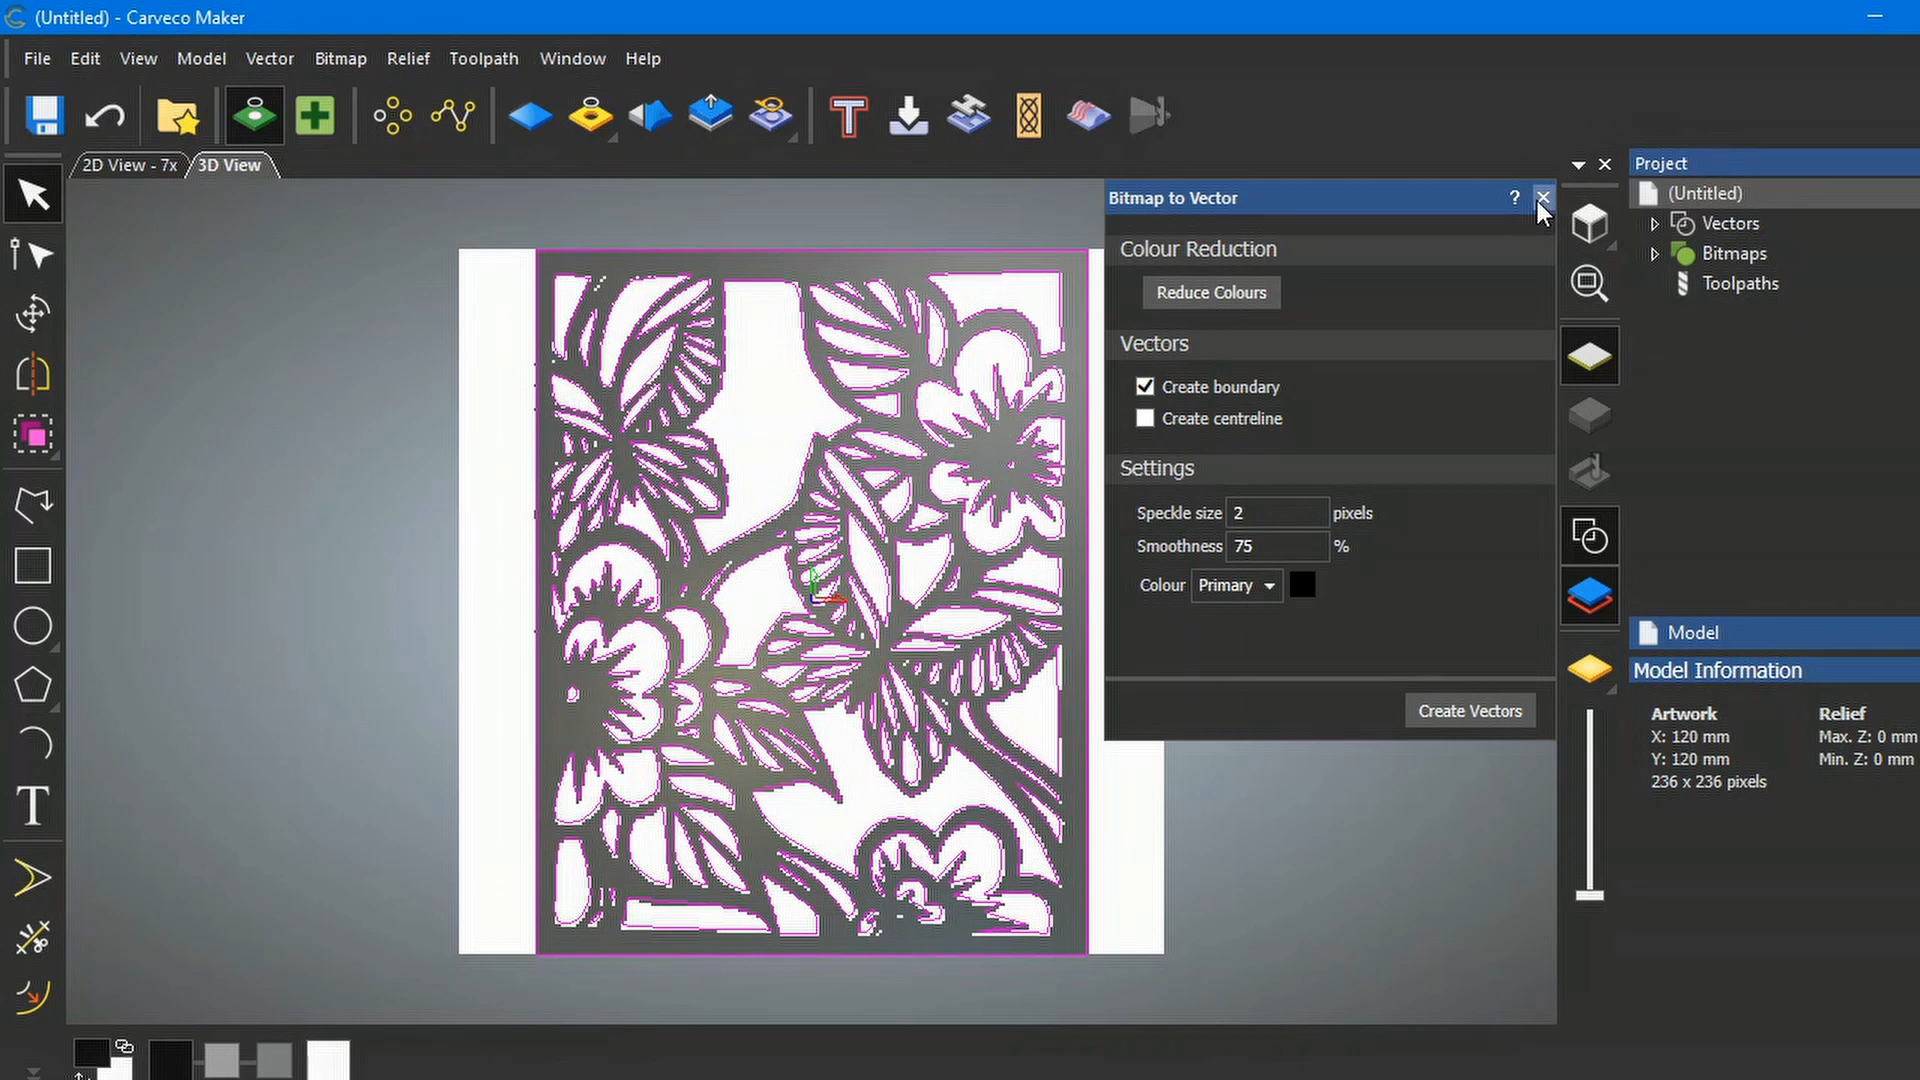 (Untitled) - Carveco Maker
File Edit View Model Vector Bitmap Relief Toolpath Window Help
2D View - 7x
3D View
Bitmap to Vector
?
Colour Reduction
Reduce Colours
Vectors
Create boundary
Create centreline
Settings
Speckle size 2 pixels
Smoothness 75 %
Colour Primary
Create Vectors
Project
(Untitled)
Vectors
Bitmaps
Toolpaths
Model
Model Information
Artwork
X: 120 mm
Y: 120 mm
236 x 236 pixels
Relief
Max. Z: 0 mm
Min. Z: 0 mm